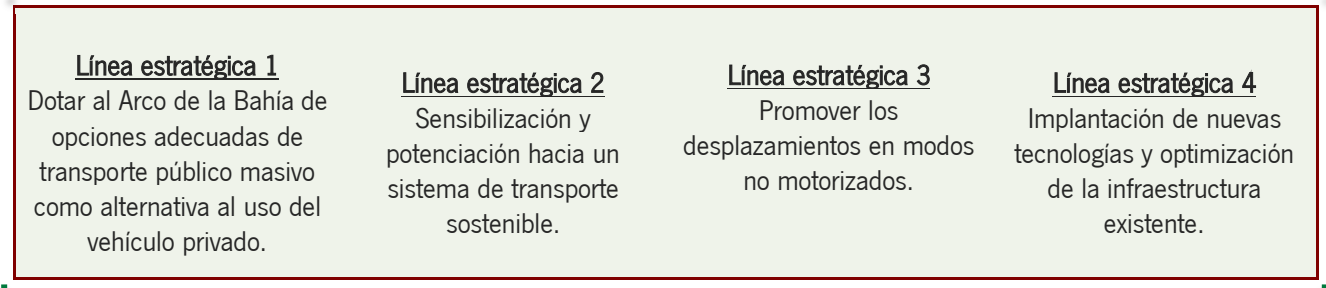 Línea estratégica 1
Dotar al Arco de la Bahía de
opciones adecuadas de
transporte público masivo
como alternativa al uso del
vehículo privado.
Línea estratégica 2
Sensibilización y
potenciación hacia un
sistema de transporte
sostenible.
Línea estratégica 3
Promover los
desplazamientos en modos
no motorizados.
Línea estratégica 4
Implantación de nuevas
tecnologías y optimización
de la infraestructura
existente.